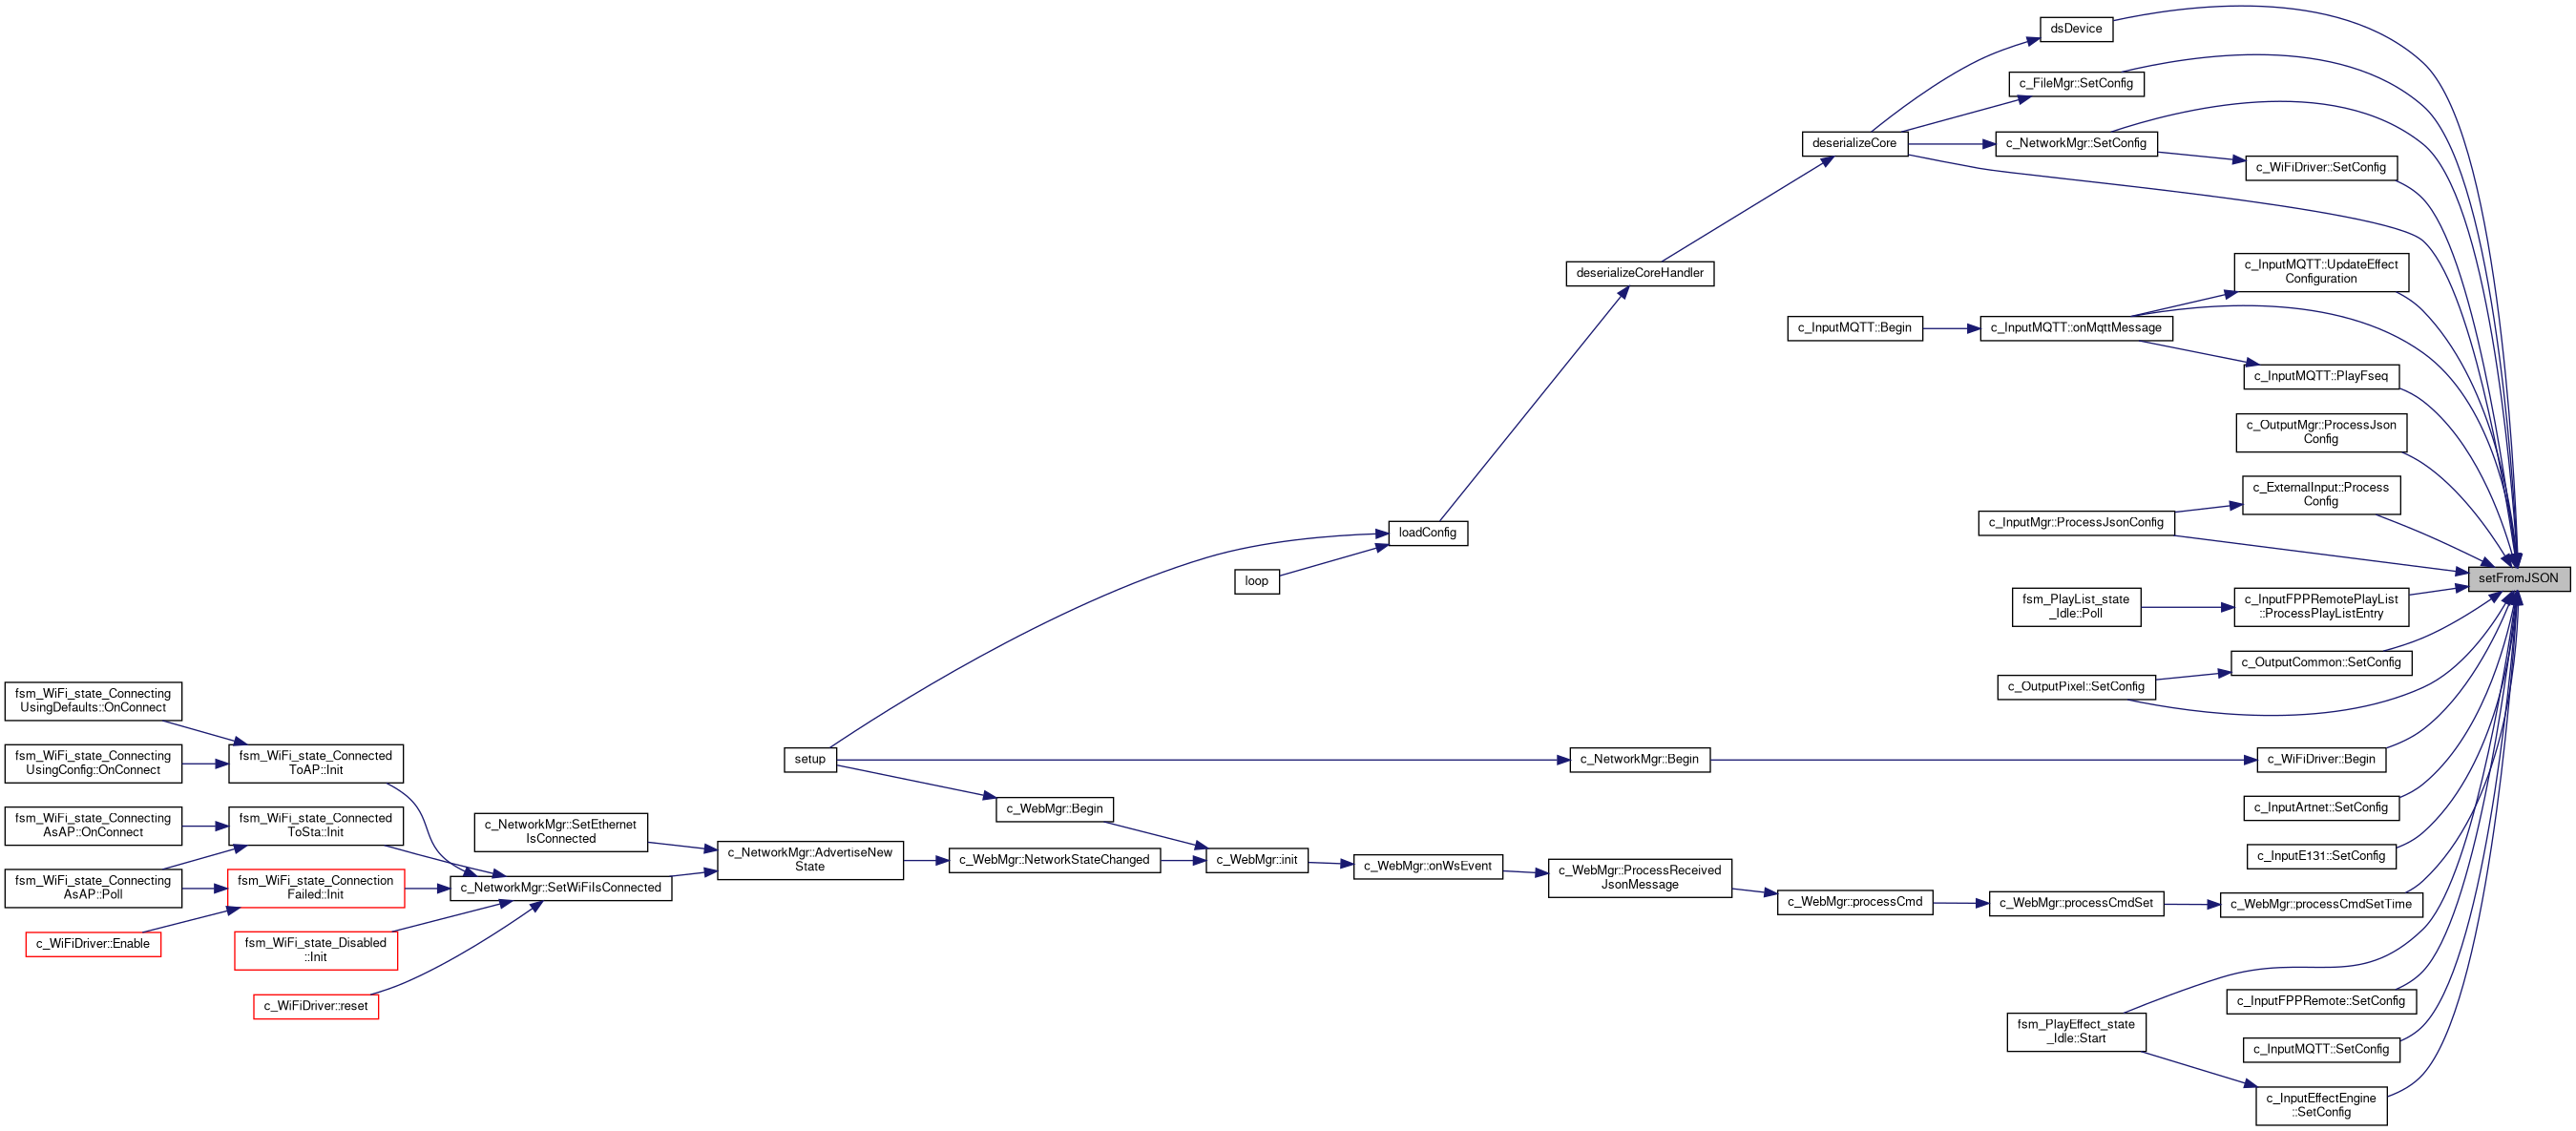 dsDevice
c_FileMgr::SetConfig
deserializeCore
c_NetworkMgr::SetConfig
c_WiFiDriver::SetConfig
deserializeCoreHandler
c_InputMQTT::UpdateEffect
Configuration
c_InputMQTT::Begin
c_InputMQTT::onMqttMessage
c_InputMQTT::PlayFseq
c_OutputMgr::ProcessJson
Config
c_ExternalInput::Process
Config
c_InputMgr::ProcessJsonConfig
loadConfig
loop
setFromJSON
fsm_PlayList_state
_Idle::Poll
c_InputFPPRemotePlayList
::ProcessPlayListEntry
c_OutputCommon::SetConfig
c_OutputPixel::SetConfig
fsm_WiFi_state_Connecting
UsingDefaults::OnConnect
fsm_WiFi_state_Connecting
UsingConfig::OnConnect
fsm_WiFi_state_Connected
ToAP::Init
setup
c_NetworkMgr::Begin
c_WiFiDriver::Begin
c_WebMgr::Begin
c_InputArtnet::SetConfig
fsm_WiFi_state_Connecting
AsAP::OnConnect
fsm_WiFi_state_Connected
ToSta::Init
c_NetworkMgr::SetEthernet
IsConnected
c_NetworkMgr::AdvertiseNew
State
c_WebMgr::NetworkStateChanged
c_WebMgr::init
c_WebMgr::onWsEvent
c_WebMgr::ProcessReceived
JsonMessage
c_InputE131::SetConfig
fsm_WiFi_state_Connecting
AsAP::Poll
fsm_WiFi_state_Connection
Failed::Init
c_NetworkMgr::SetWiFiIsConnected
c_WebMgr::processCmd
c_WebMgr::processCmdSet
c_WebMgr::processCmdSetTime
c_WiFiDriver::Enable
fsm_WiFi_state_Disabled
::Init
c_WiFiDriver::reset
c_InputFPPRemote::SetConfig
fsm_PlayEffect_state
_Idle::Start
c_InputMQTT::SetConfig
c_InputEffectEngine
::SetConfig